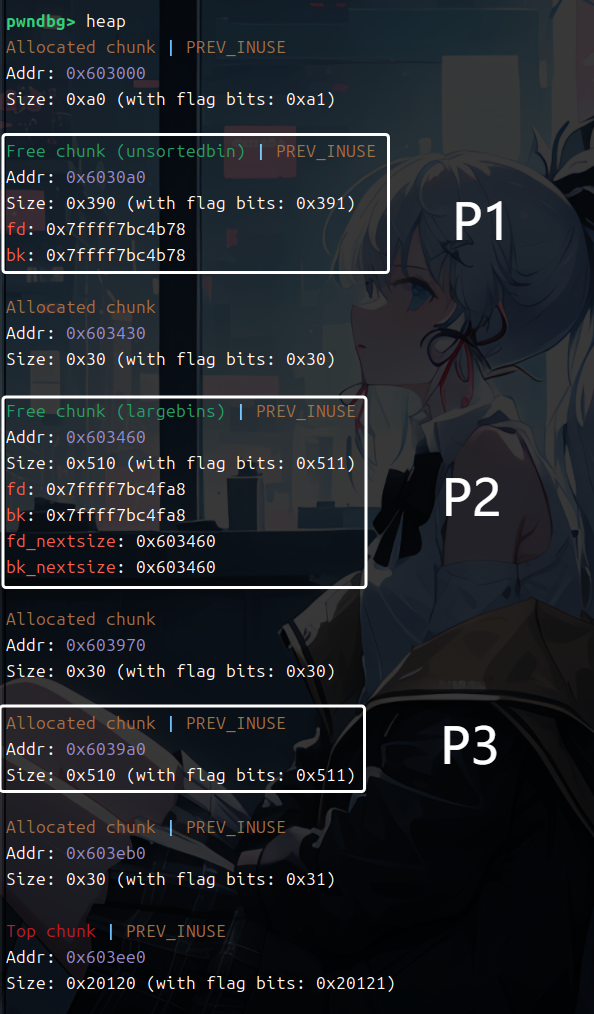 pwndbg> heap
Allocated chunk | PREV_INUSE
Addr: 0x603000
Size: 0xa0 (with flag bits: 0xa1)
Free chunk (unsortedbin) | PREV_INUSE
Addr: 0x6030a0
Size: 0x390 (with flag bits: 0x391)
fd: 0x7ffff7bc4b78
bk: 0x7ffff7bc4b78
P1
Allocated chunk
Addr: 0x603430
Size: 0x30 (with flag bits: 0x30)
Free chunk (largebins) | PREV_INUSE
Addr: 0x603460
Size: 0x510 (with flag bits: 0x511)
fd: 0x7ffff7bc4fa8
bk: 0x7ffff7bc4fa8
fd_nextsize: 0x603460
bk_nextsize: 0x603460
P2
Allocated chunk
Addr: 0x603970
Size: 0x30 (with flag bits: 0x30)
Allocated chunk | PREV_INUSE
Addr: 0x6039a0
Size: 0x510 (with flag bits: 0x511)
P3
Allocated chunk | PREV_INUSE
Addr: 0x603eb0
Size: 0x30 (with flag bits: 0x31)
Top chunk | PREV_INUSE
Addr: 0x603ee0
Size: 0x20120 (with flag bits: 0x20121)